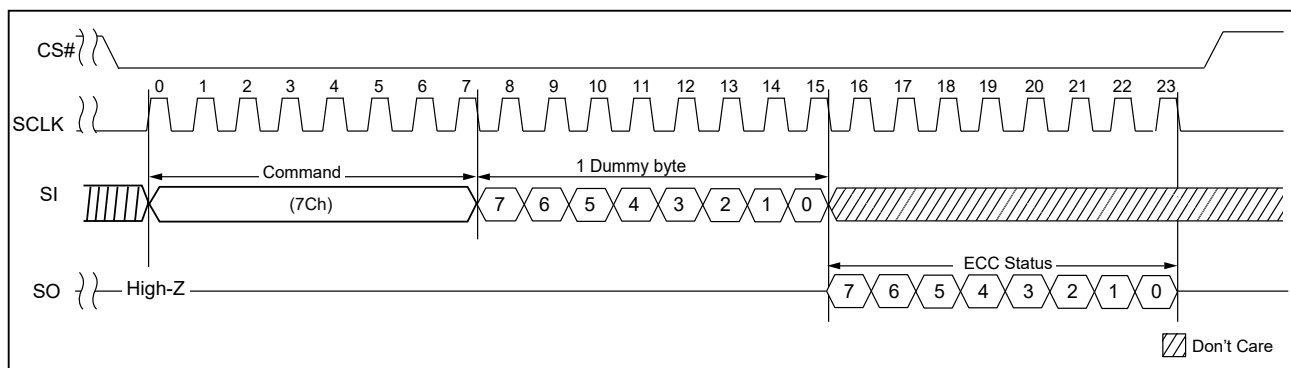 CS#
0 1 2 3 4 5 6 7 8 9 10 11 12 13 14 15 16 17 18 19 20 21 22 23
SCLK
Command 1 Dummy byte
SI (7Ch) 7 6 5 4 3 2 1 0
ECC Status
SO High-Z 7 6 5 4 3 2 1 0
Don't Care